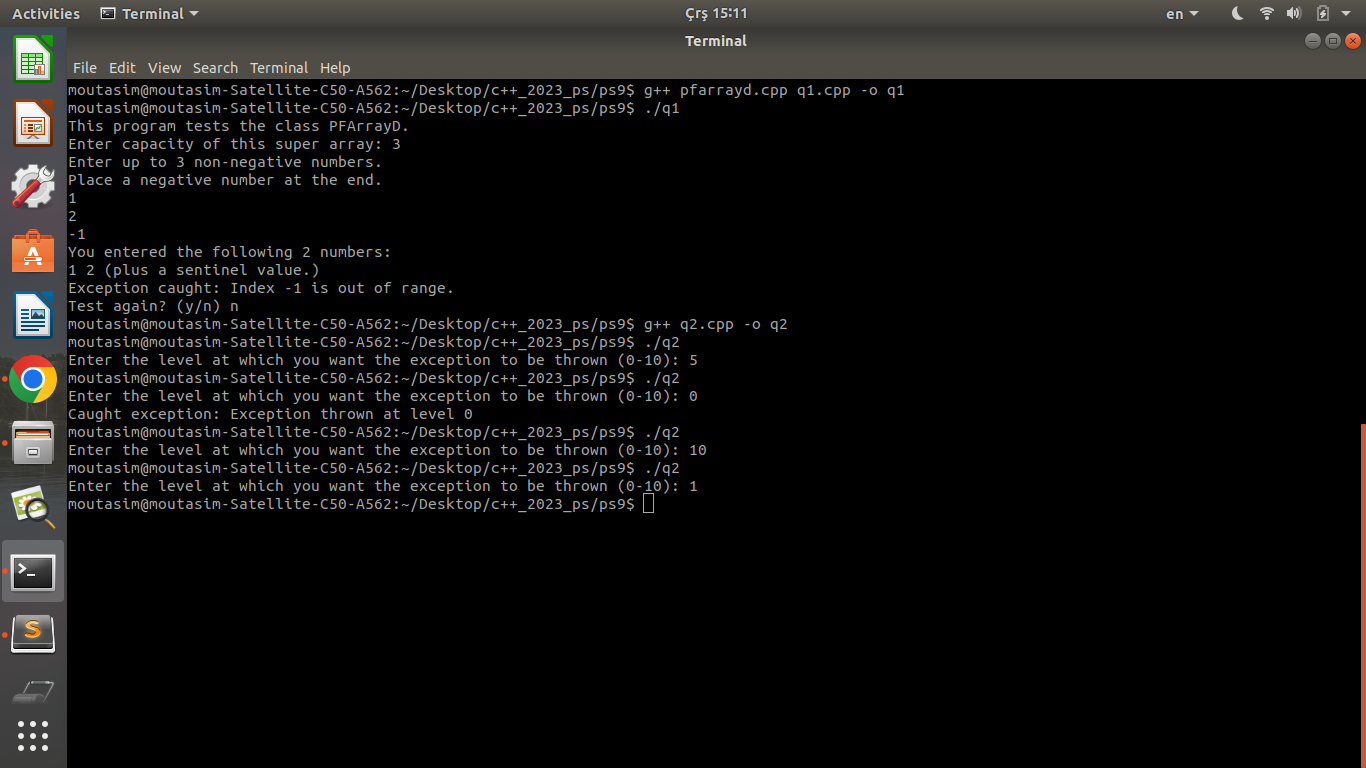 Activities Terminal Çrş 15:11 en
Terminal
File Edit View Search Terminal Help
moutasim@moutasim-Satellite-C50-A562:~/Desktop/c++_2023_ps/ps9$ g++ pfarrayd.cpp q1.cpp -o q1
moutasim@moutasim-Satellite-C50-A562:~/Desktop/c++_2023_ps/ps9$ ./q1
This program tests the class PFArrayD.
Enter capacity of this super array: 3
Enter up to 3 non-negative numbers.
Place a negative number at the end.
1
2
-1
You entered the following 2 numbers:
1 2 (plus a sentinel value.)
Exception caught: Index -1 is out of range.
Test again? (y/n) n
moutasim@moutasim-Satellite-C50-A562:~/Desktop/c++_2023_ps/ps9$ g++ q2.cpp -o q2
moutasim@moutasim-Satellite-C50-A562:~/Desktop/c++_2023_ps/ps9$ ./q2
Enter the level at which you want the exception to be thrown (0-10): 5
moutasim@moutasim-Satellite-C50-A562:~/Desktop/c++_2023_ps/ps9$ ./q2
Enter the level at which you want the exception to be thrown (0-10): 0
Caught exception: Exception thrown at level 0
moutasim@moutasim-Satellite-C50-A562:~/Desktop/c++_2023_ps/ps9$ ./q2
Enter the level at which you want the exception to be thrown (0-10): 10
moutasim@moutasim-Satellite-C50-A562:~/Desktop/c++_2023_ps/ps9$ ./q2
Enter the level at which you want the exception to be thrown (0-10): 1
moutasim@moutasim-Satellite-C50-A562:~/Desktop/c++_2023_ps/ps9$